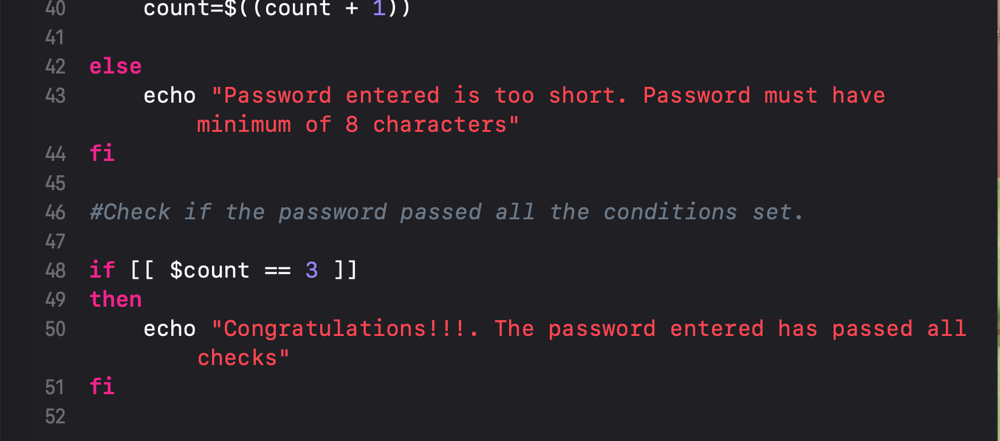 40 count=$((count + 1))
41
42 else
43 echo "Password entered is too short. Password must have
minimum of 8 characters"
44 fi
45
46 #Check if the password passed all the conditions set.
47
48 if [[ $count == 3 ]]
49 then
50 echo "Congratulations!!!. The password entered has passed all
checks"
51 fi
52